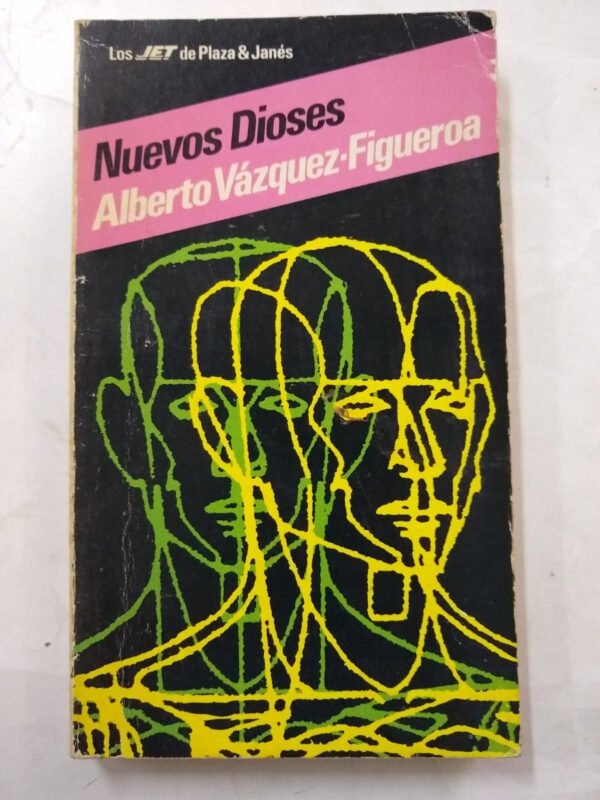 Los JET de Plaza & Janés
Nuevos Dioses
Alberto Vázquez-Figueroa